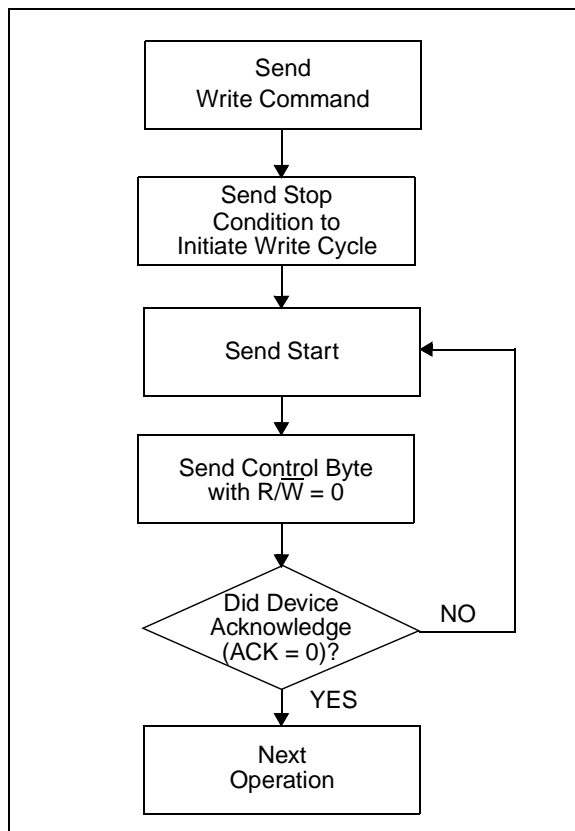 Send
Write Command
Send Stop
Condition to
Initiate Write Cycle
Send Start
Send Control Byte
with R/W̅ = 0
Did Device
Acknowledge
(ACK = 0)?
NO
YES
Next
Operation